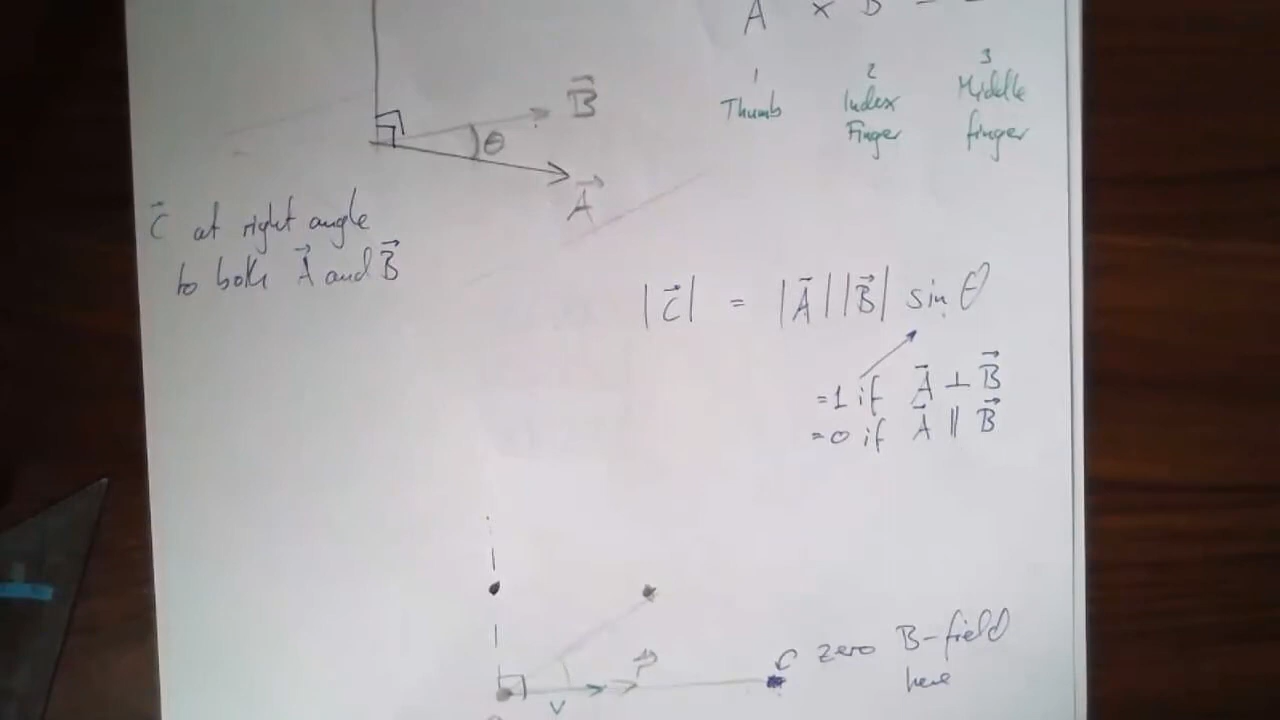 A⃗ × B
B⃗
θ
A⃗
1 2 3
Thumb Index Finger Middle finger
C⃗ at right angle
to both A⃗ and B⃗
|C⃗| = |A⃗||B⃗| sin θ
=1 if A⃗ ⊥ B⃗
=0 if A⃗ ∥ B⃗
zero B-field
here
v